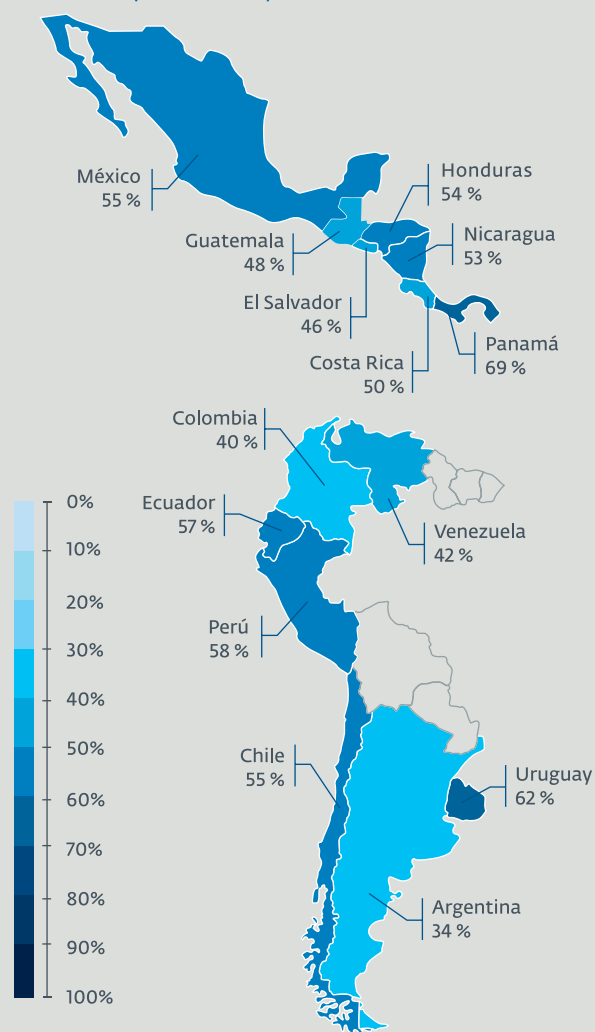 México
55 %
Honduras
54 %
Guatemala
48 %
Nicaragua
53 %
El Salvador
46 %
Panamá
69 %
Costa Rica
50 %
Colombia
40 %
Ecuador
57 %
Venezuela
42 %
Perú
58 %
Chile
55 %
Uruguay
62 %
Argentina
34 %
0%
10%
20%
30%
40%
50%
60%
70%
80%
90%
100%